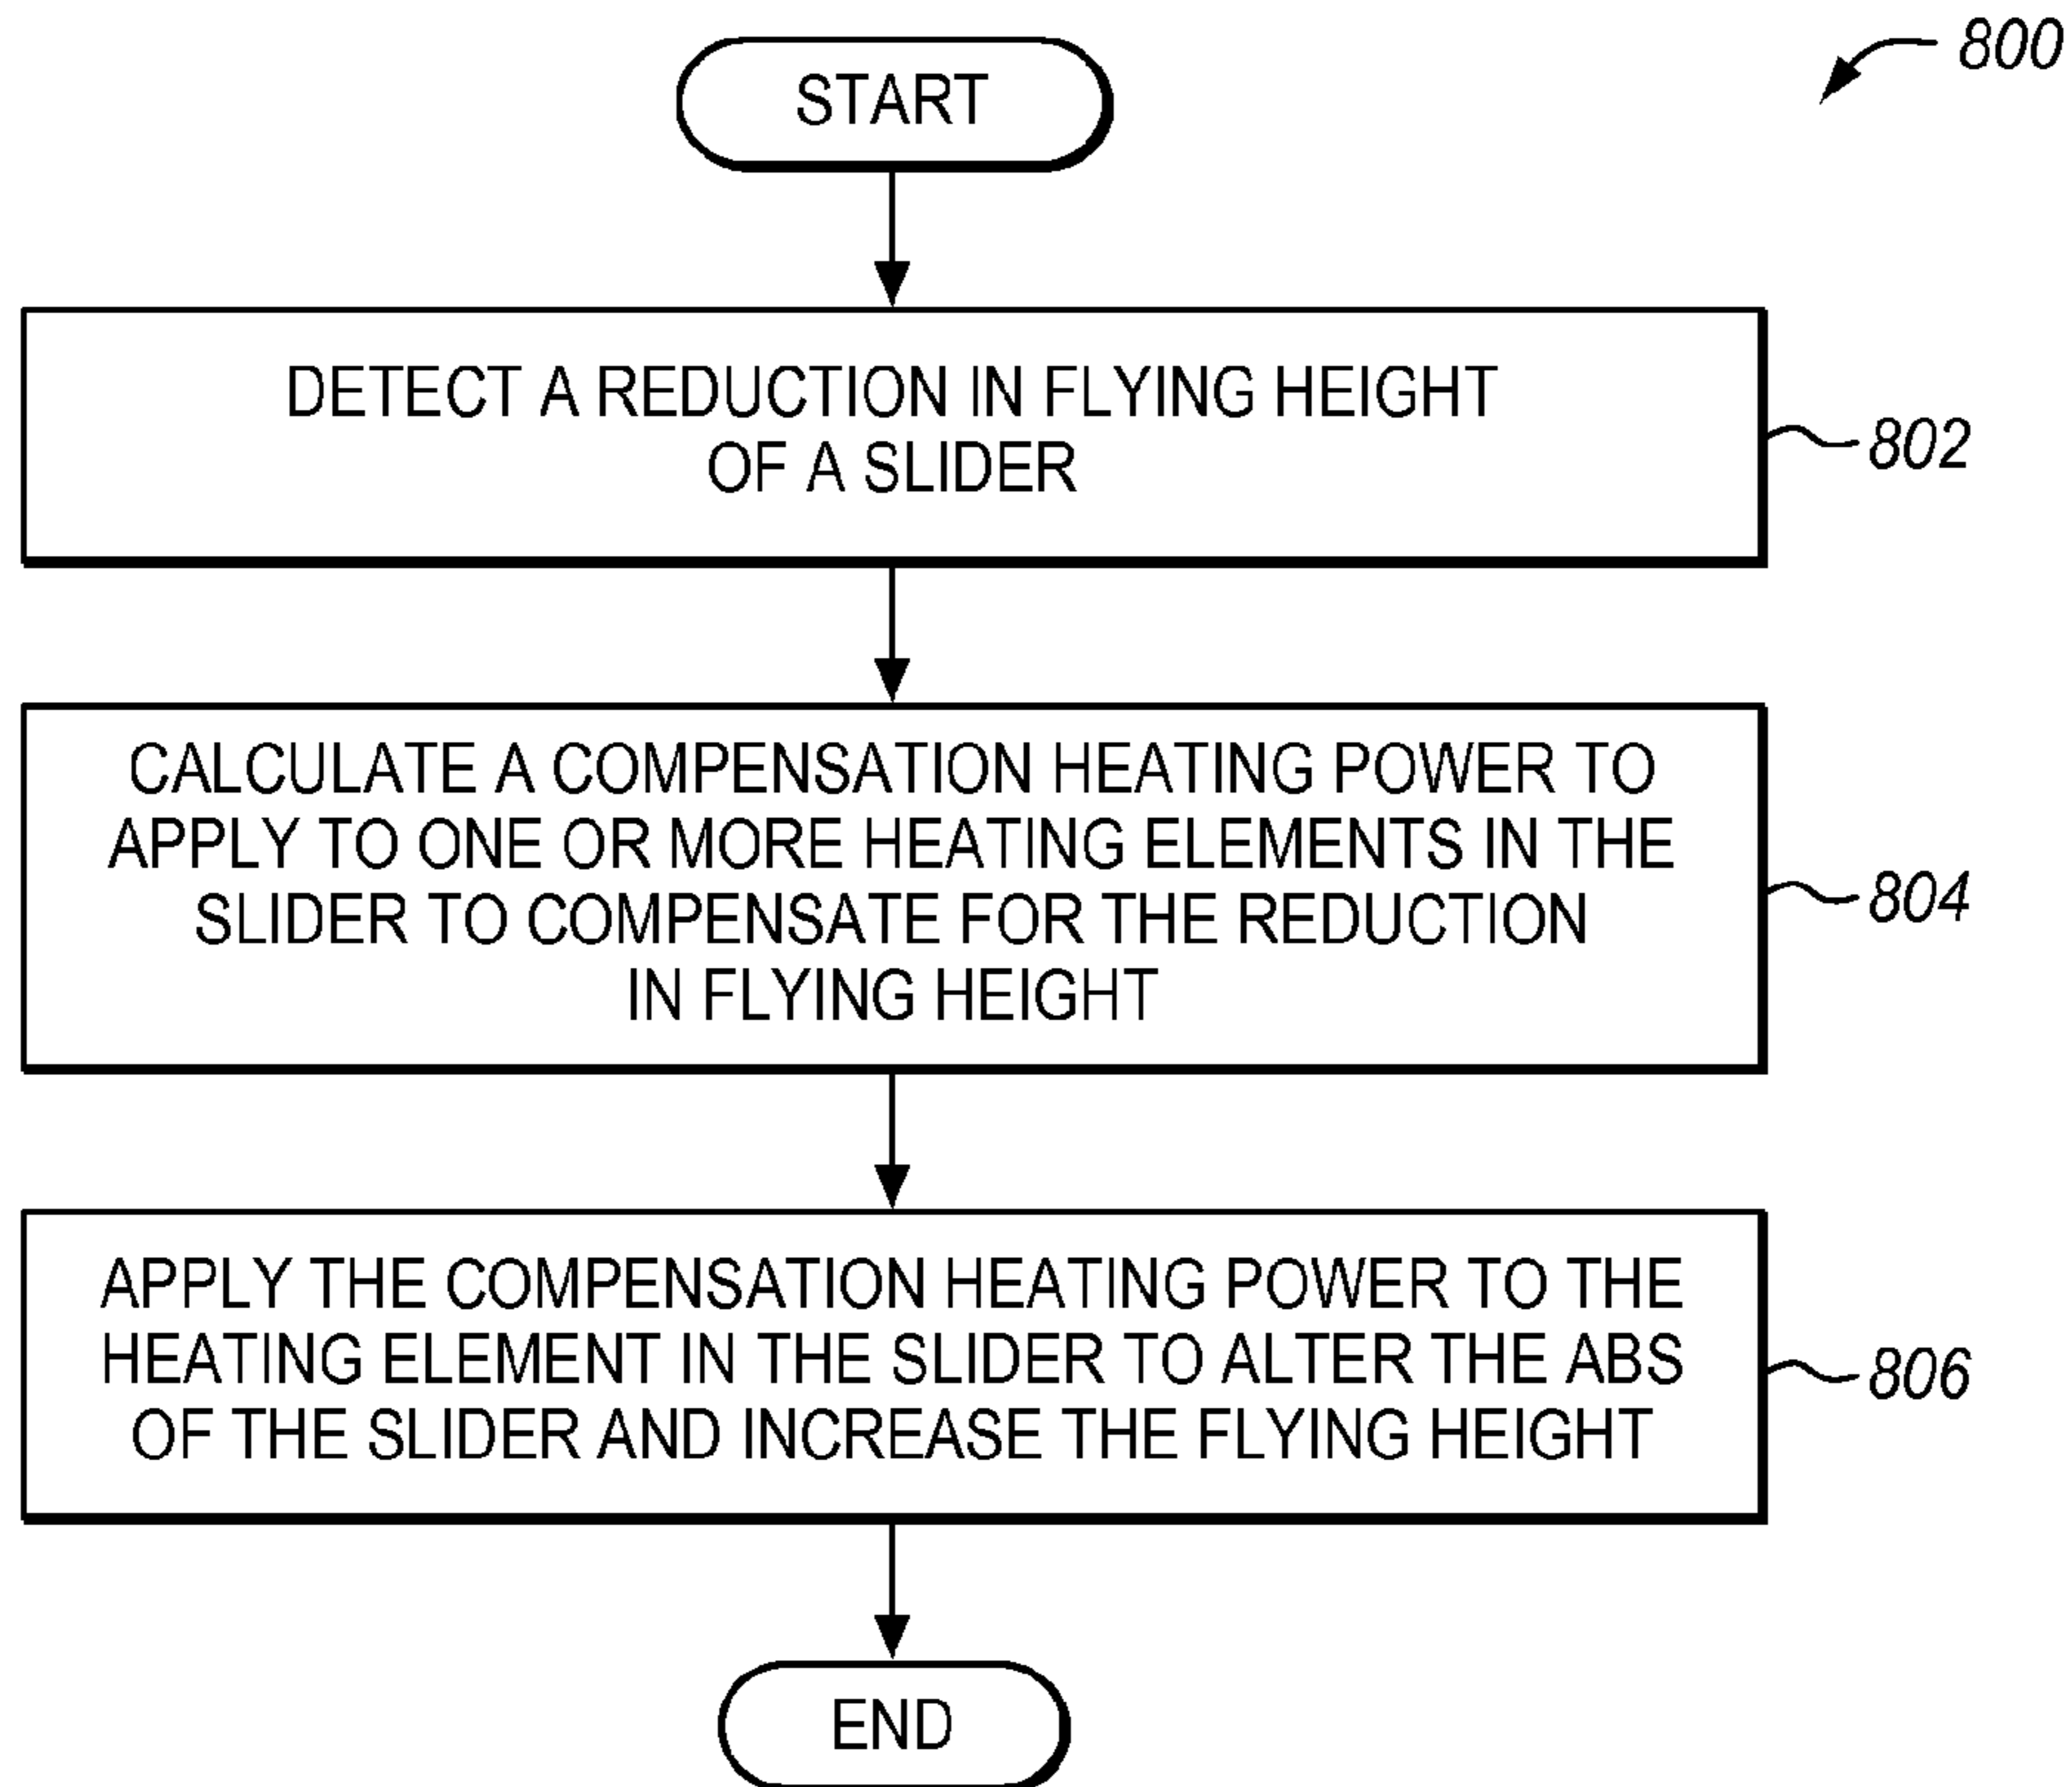 800
START
DETECT A REDUCTION IN FLYING HEIGHT
OF A SLIDER
802
CALCULATE A COMPENSATION HEATING POWER TO
APPLY TO ONE OR MORE HEATING ELEMENTS IN THE
SLIDER TO COMPENSATE FOR THE REDUCTION
IN FLYING HEIGHT
804
APPLY THE COMPENSATION HEATING POWER TO THE
HEATING ELEMENT IN THE SLIDER TO ALTER THE ABS
OF THE SLIDER AND INCREASE THE FLYING HEIGHT
806
END